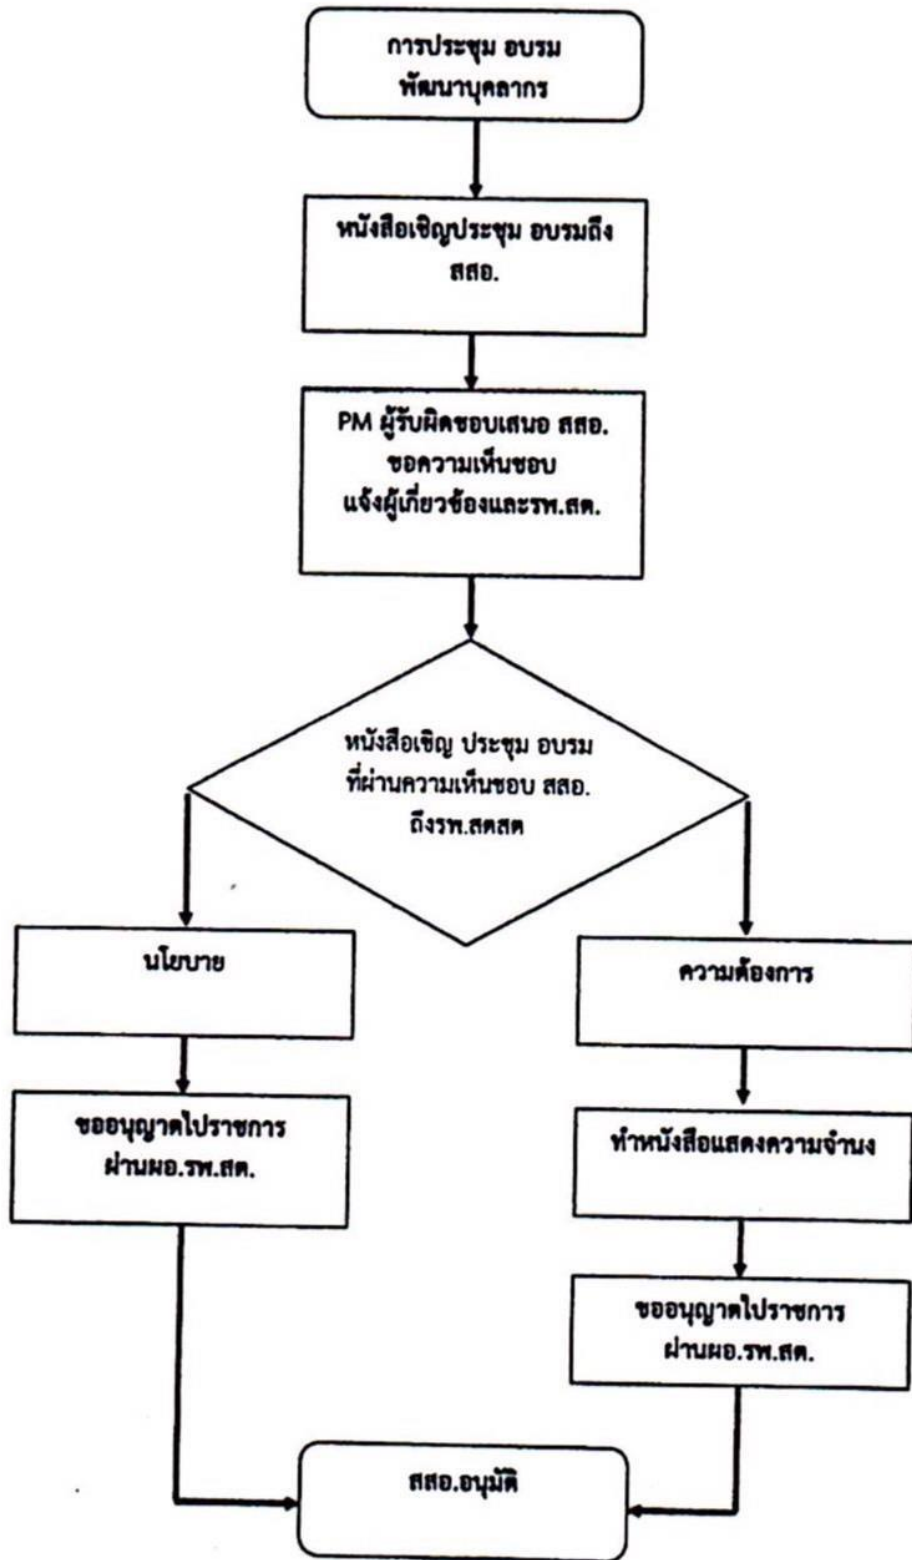 การประชุม อบรม
พัฒนาบุคลากร
หนังสือเชิญประชุม อบรมถึง
สสอ.
PM ผู้รับผิดชอบเสนอ สสอ.
ขอความเห็นชอบ
แจ้งผู้เกี่ยวข้องและรพ.สต.
หนังสือเชิญ ประชุม อบรม
ที่ผ่านความเห็นชอบ สสอ.
ถึงรพ.สตสต
นโยบาย
ความต้องการ
ขออนุญาตไปราชการ
ผ่านผอ.รพ.สต.
ทำหนังสือแสดงความจำนง
ขออนุญาตไปราชการ
ผ่านผอ.รพ.สต.
สสอ.อนุมัติ